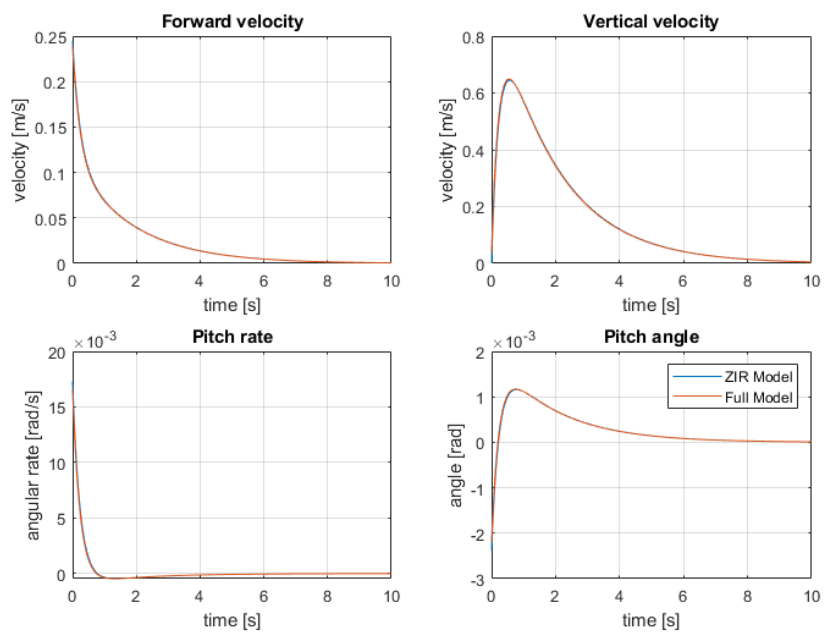 Forward velocity
0.25
0.2
0.15
0.1
0.05
0
velocity [m/s]
0 2 4 6 8 10
time [s]
Vertical velocity
0.8
0.6
0.4
0.2
0
velocity [m/s]
0 2 4 6 8 10
time [s]
Pitch rate
×10⁻³
20
15
10
5
0
angular rate [rad/s]
0 2 4 6 8 10
time [s]
Pitch angle
×10⁻³
2
1
0
-1
-2
-3
angle [rad]
ZIR Model
Full Model
0 2 4 6 8 10
time [s]